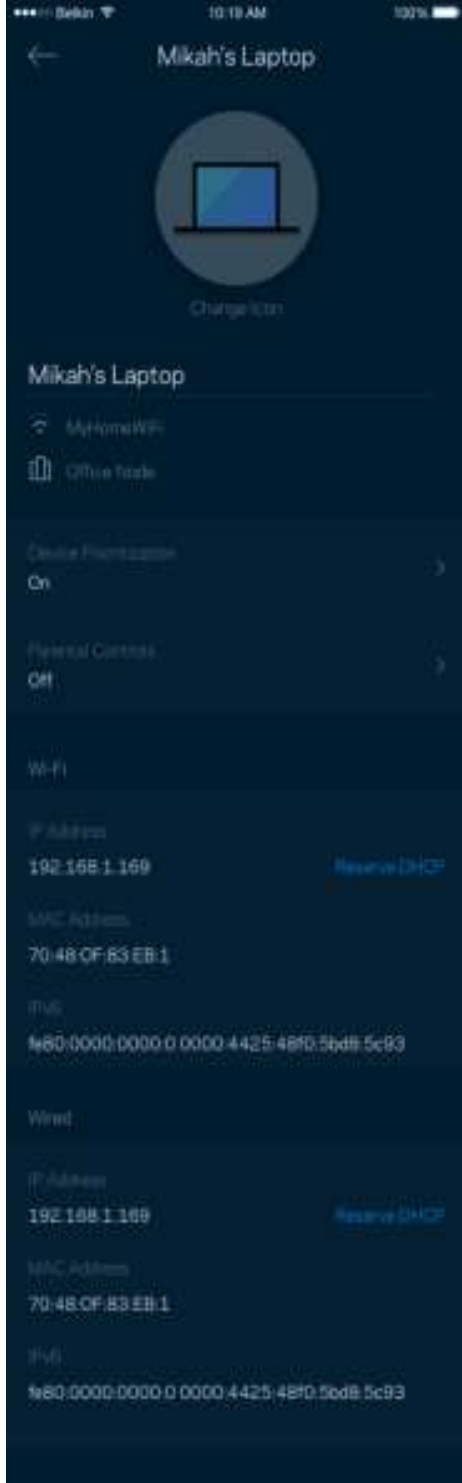 Belkin 10:19 AM 100%
Mikah's Laptop
Change Icon
Mikah's Laptop
MyHomeWiFi
Office Node
Device Prioritization
On
Parental Controls
Off
Wi-Fi
IP Address
192.168.1.169 Reserve DHCP
MAC Address
70:48:0F:83:EB:1
IPv6
fe80:0000:0000:0:0000:4425:48f0:5bd8:5c93
Wired
IP Address
192.168.1.169 Reserve DHCP
MAC Address
70:48:0F:83:EB:1
IPv6
fe80:0000:0000:0:0000:4425:48f0:5bd8:5c93